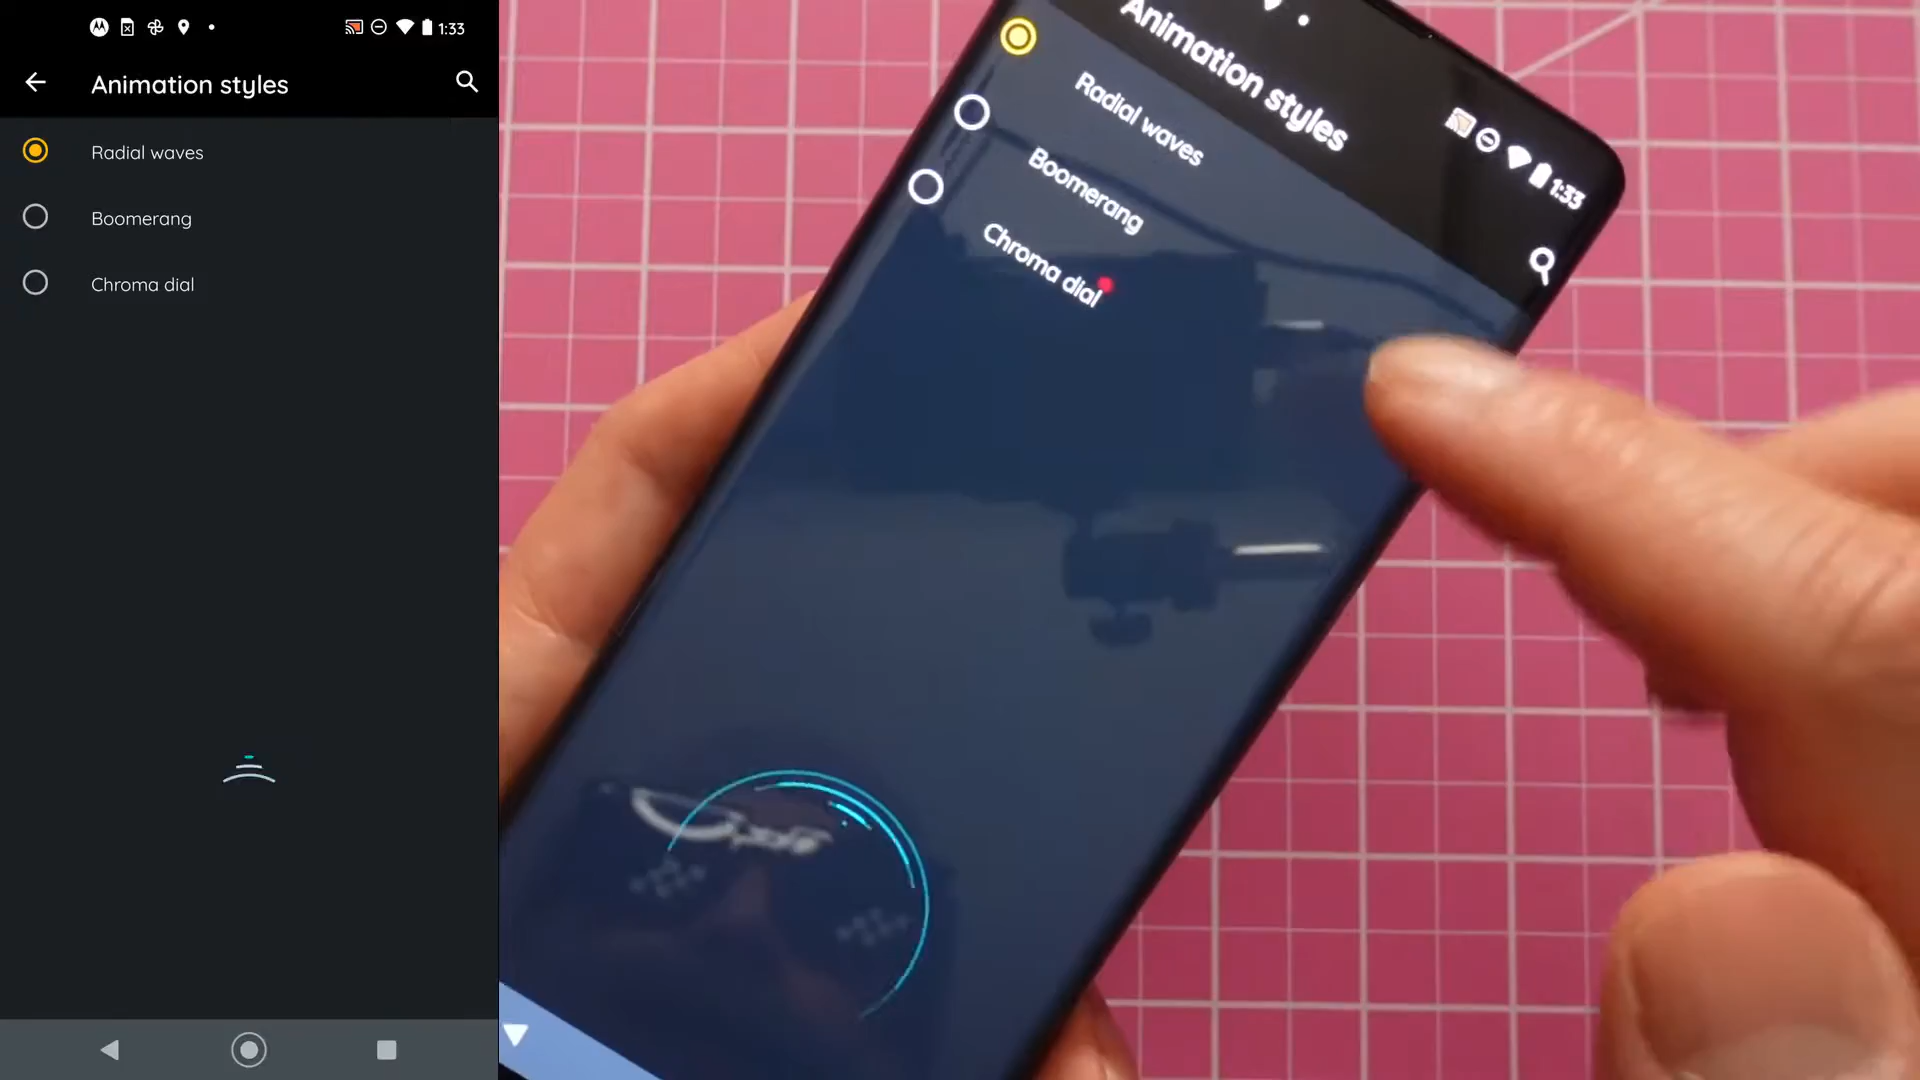 1:33
Animation styles
Radial waves
Boomerang
Chroma dial
Animation styles
1:33
Radial waves
Boomerang
Chroma dial